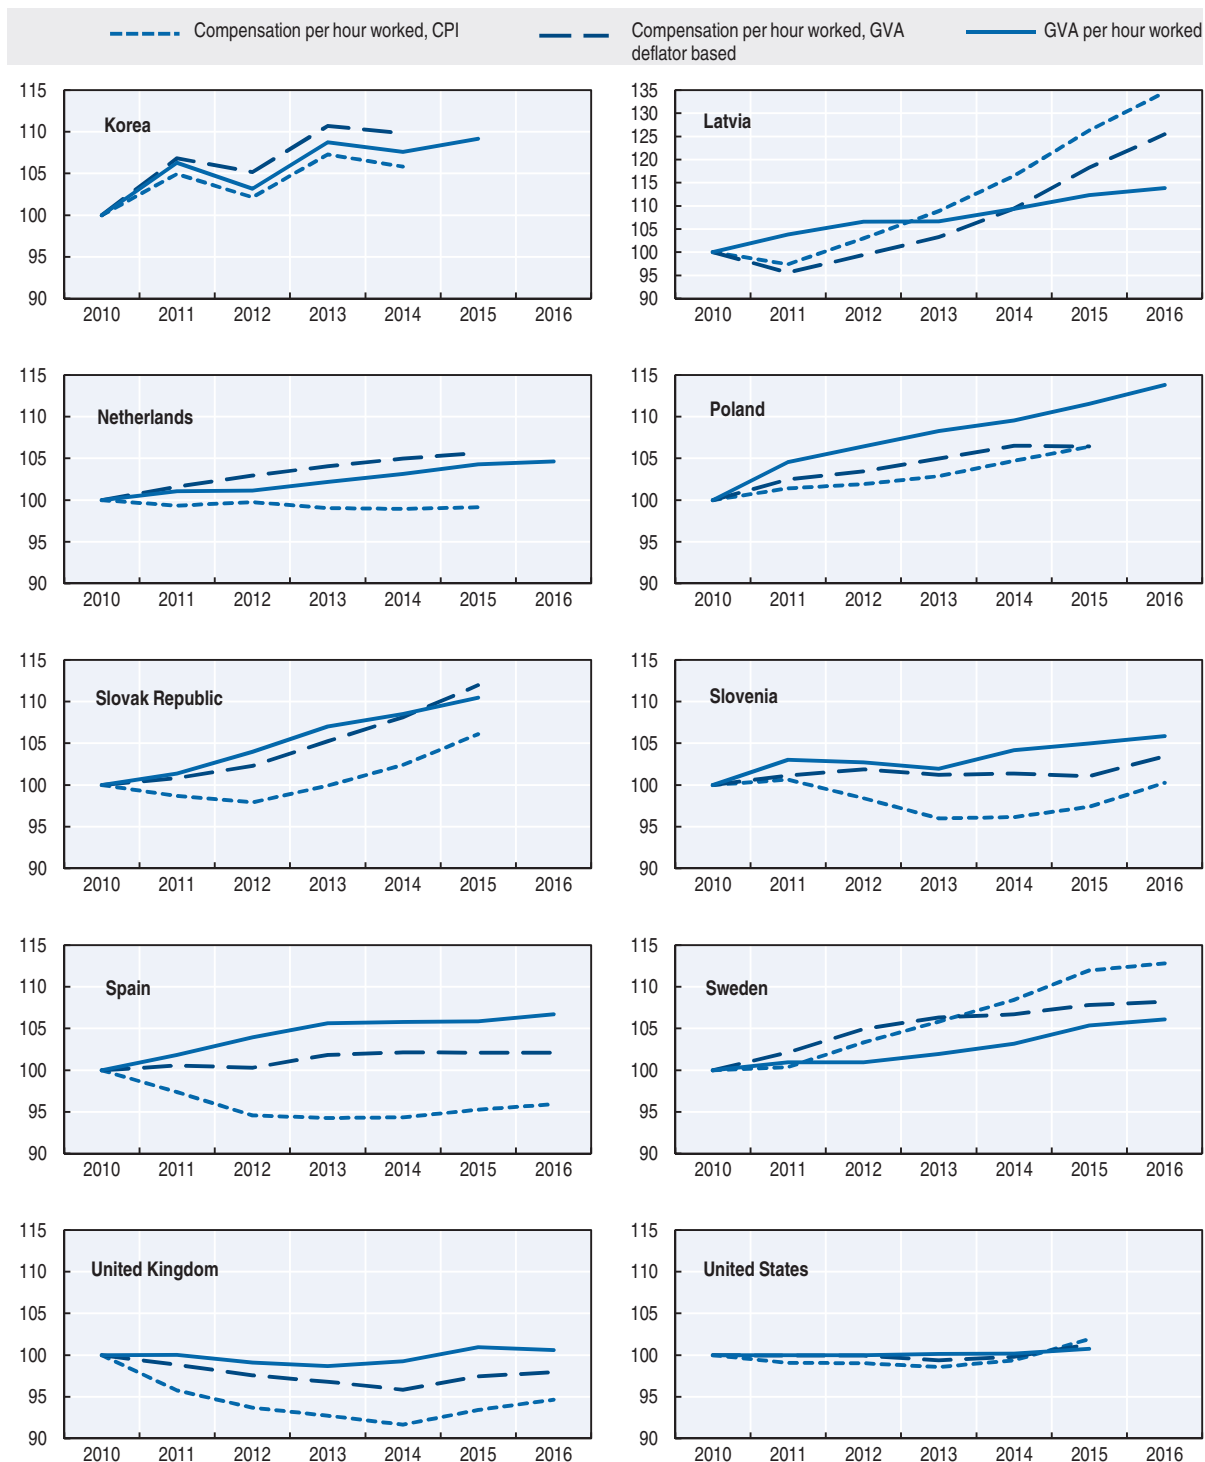 Compensation per hour worked, CPI
Compensation per hour worked, GVA
deflator based
GVA per hour worked
115
110
105
100
95
90
Korea
2010 2011 2012 2013 2014 2015 2016
135
130
125
120
115
110
105
100
95
90
Latvia
2010 2011 2012 2013 2014 2015 2016
115
110
105
100
95
90
Netherlands
2010 2011 2012 2013 2014 2015 2016
115
110
105
100
95
90
Poland
2010 2011 2012 2013 2014 2015 2016
115
110
105
100
95
90
Slovak Republic
2010 2011 2012 2013 2014 2015 2016
115
110
105
100
95
90
Slovenia
2010 2011 2012 2013 2014 2015 2016
115
110
105
100
95
90
Spain
2010 2011 2012 2013 2014 2015 2016
115
110
105
100
95
90
Sweden
2010 2011 2012 2013 2014 2015 2016
115
110
105
100
95
90
United Kingdom
2010 2011 2012 2013 2014 2015 2016
115
110
105
100
95
90
United States
2010 2011 2012 2013 2014 2015 2016